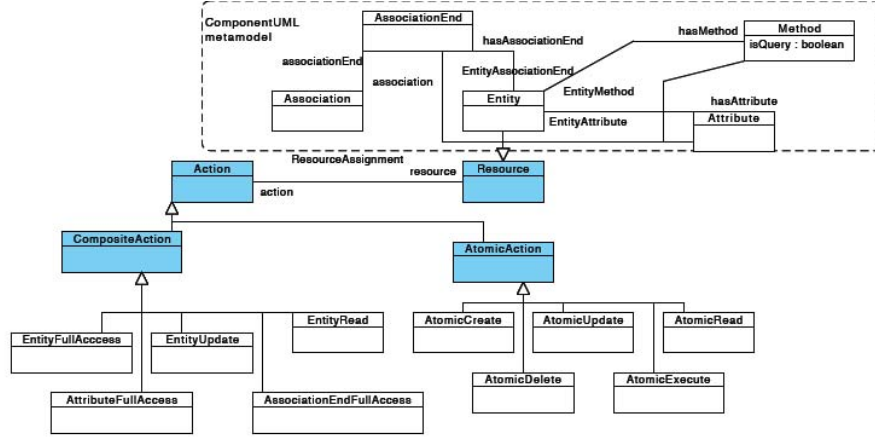 ComponentUML
metamodel
AssociationEnd
hasAssociationEnd
hasMethod
Method
isQuery : boolean
associationEnd
association
EntityAssociationEnd
Association
Entity
EntityMethod
hasAttribute
EntityAttribute
Attribute
Action
ResourceAssignment
resource
action
Resource
CompositeAction
AtomicAction
EntityFullAcccess
EntityUpdate
EntityRead
AtomicCreate
AtomicUpdate
AtomicRead
AttributeFullAccess
AssociationEndFullAccess
AtomicDelete
AtomicExecute